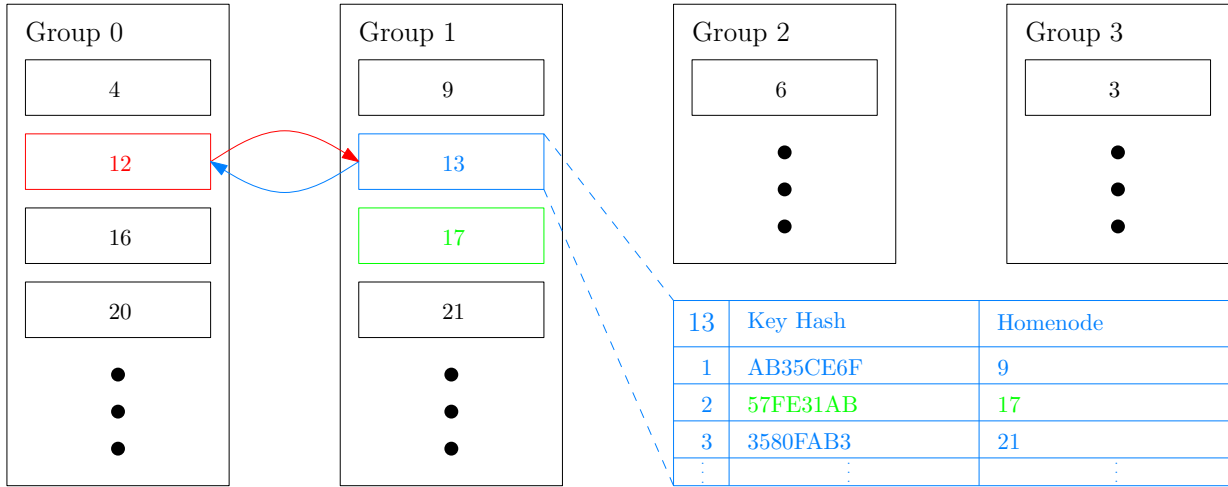 Group 0
4
12
16
20
Group 1
9
13
17
21
Group 2
6
Group 3
3
13 Key Hash Homenode
1 AB35CE6F 9
2 57FE31AB 17
3 3580FAB3 21